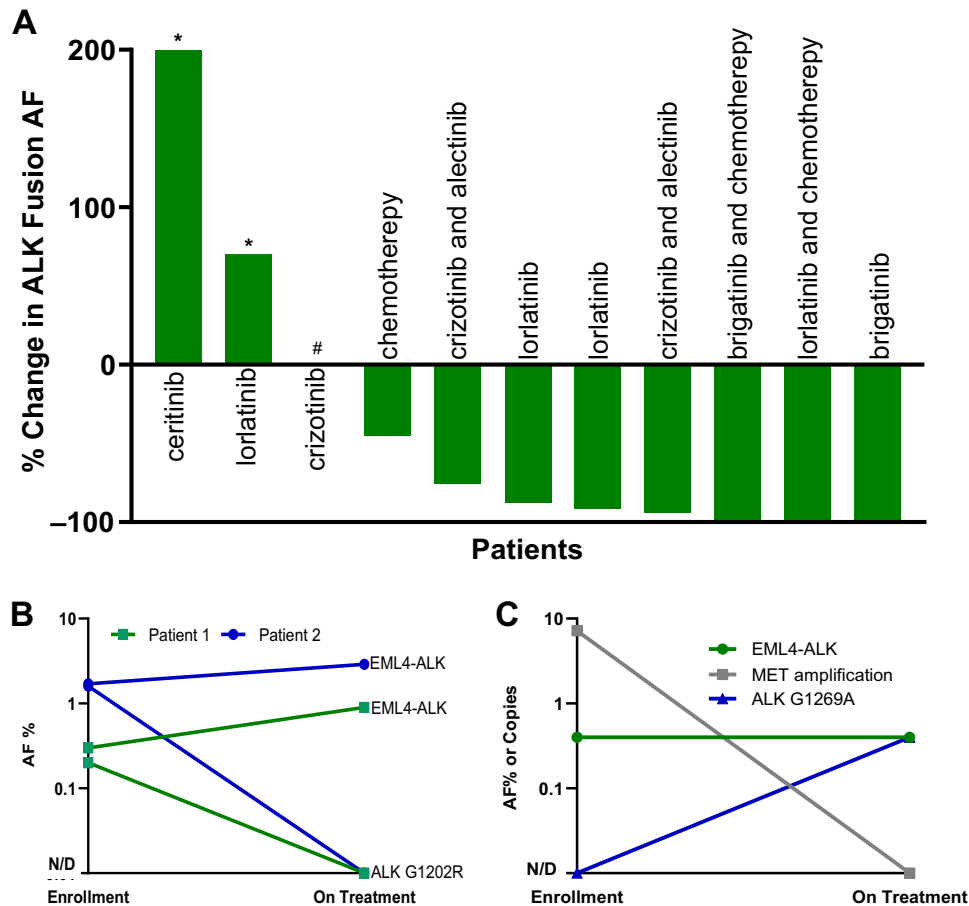 A
% Change in ALK Fusion AF
200
100
0
–100
*
*
#
ceritinib
lorlatinib
crizotinib
chemotherepy
crizotinib and alectinib
lorlatinib
lorlatinib
crizotinib and alectinib
brigatinib and chemotherepy
lorlatinib and chemotherepy
brigatinib
Patients
B
AF %
10
1
0.1
N/D
Patient 1
Patient 2
EML4-ALK
EML4-ALK
ALK G1202R
Enrollment
On Treatment
C
AF% or Copies
10
1
0.1
N/D
EML4-ALK
MET amplification
ALK G1269A
Enrollment
On Treatment